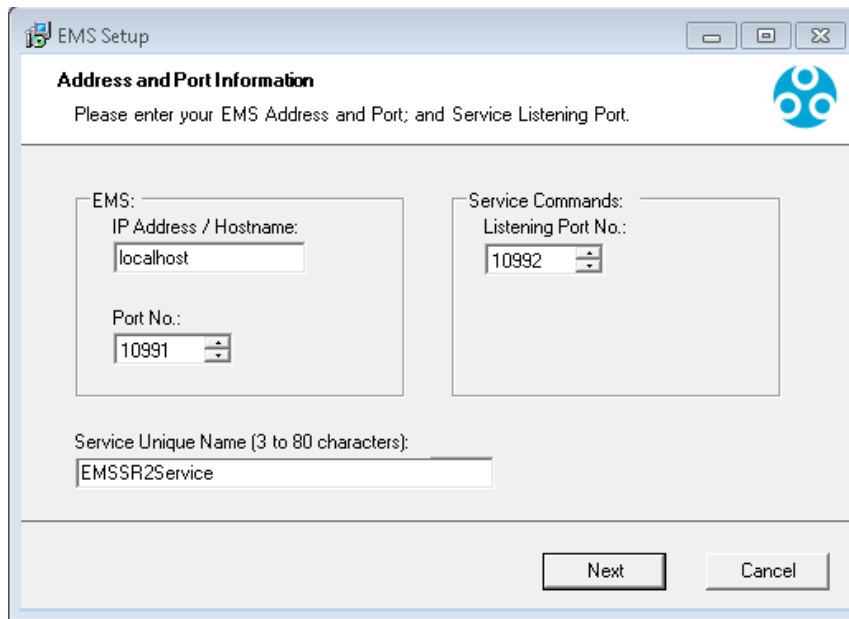 EMS Setup
Address and Port Information
Please enter your EMS Address and Port; and Service Listening Port.
EMS:
IP Address / Hostname:
localhost
Port No.:
10991
Service Commands:
Listening Port No.:
10992
Service Unique Name (3 to 80 characters):
EMSSR2Service
Next
Cancel